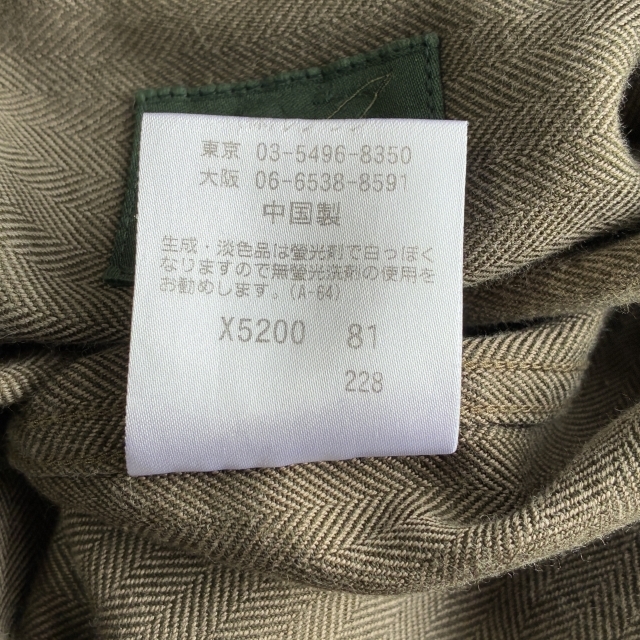 東京 03-5496-8350
大阪 06-6538-8591
中国製
生成・淡色品は螢光剤で白っぽく
なりますので無螢光洗剤の使用を
お勧めします。(A-64)
X5200 81
228